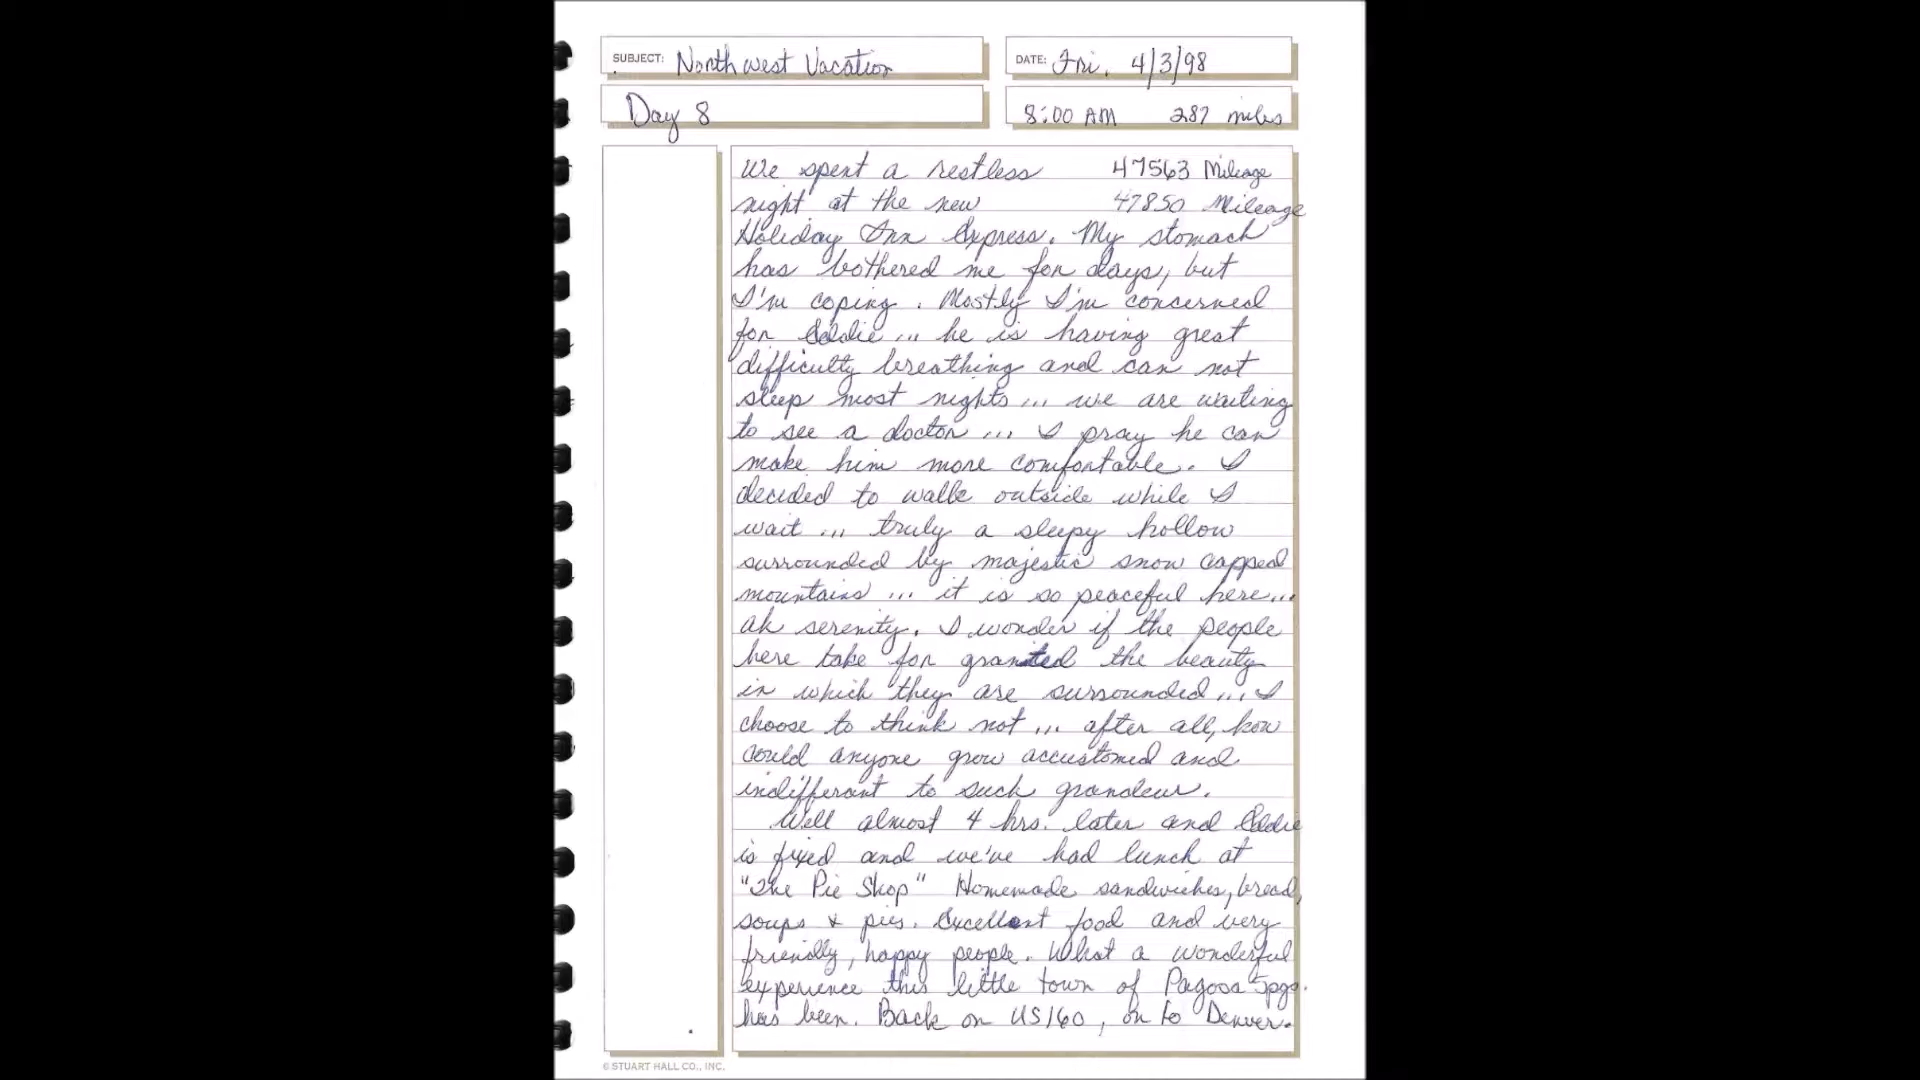 SUBJECT: Northwest Vacation
DATE: Fri. 4/3/98
Day 8
8:00 AM 287 miles
We spent a restless 47563 Mileage
night at the new 47850 Mileage
Holiday Inn Express. My stomach
has bothered me for days, but
I'm coping. Mostly I'm concerned
for Eddie... he is having great
difficulty breathing and can not
sleep most nights... we are waiting
to see a doctor... I pray he can
make him more comfortable. I
decided to walk outside while I
wait... truly a sleepy hollow
surrounded by majestic snow capped
mountains... it is so peaceful here...
ah serenity. I wonder if the people
here take for granted the beauty
in which they are surrounded... I
choose to think not... after all, how
could anyone grow accustomed and
indifferant to such grandeur.
Well almost 4 hrs. later and Eddie
is fixed and we've had lunch at
"The Pie Shop" Homemade sandwiches, bread,
soups & pies. Excellent food and very
friendly, happy people. What a wonderful
experience this little town of Pagosa Spgs.
has been. Back on US160, on to Denver.
© STUART HALL CO., INC.